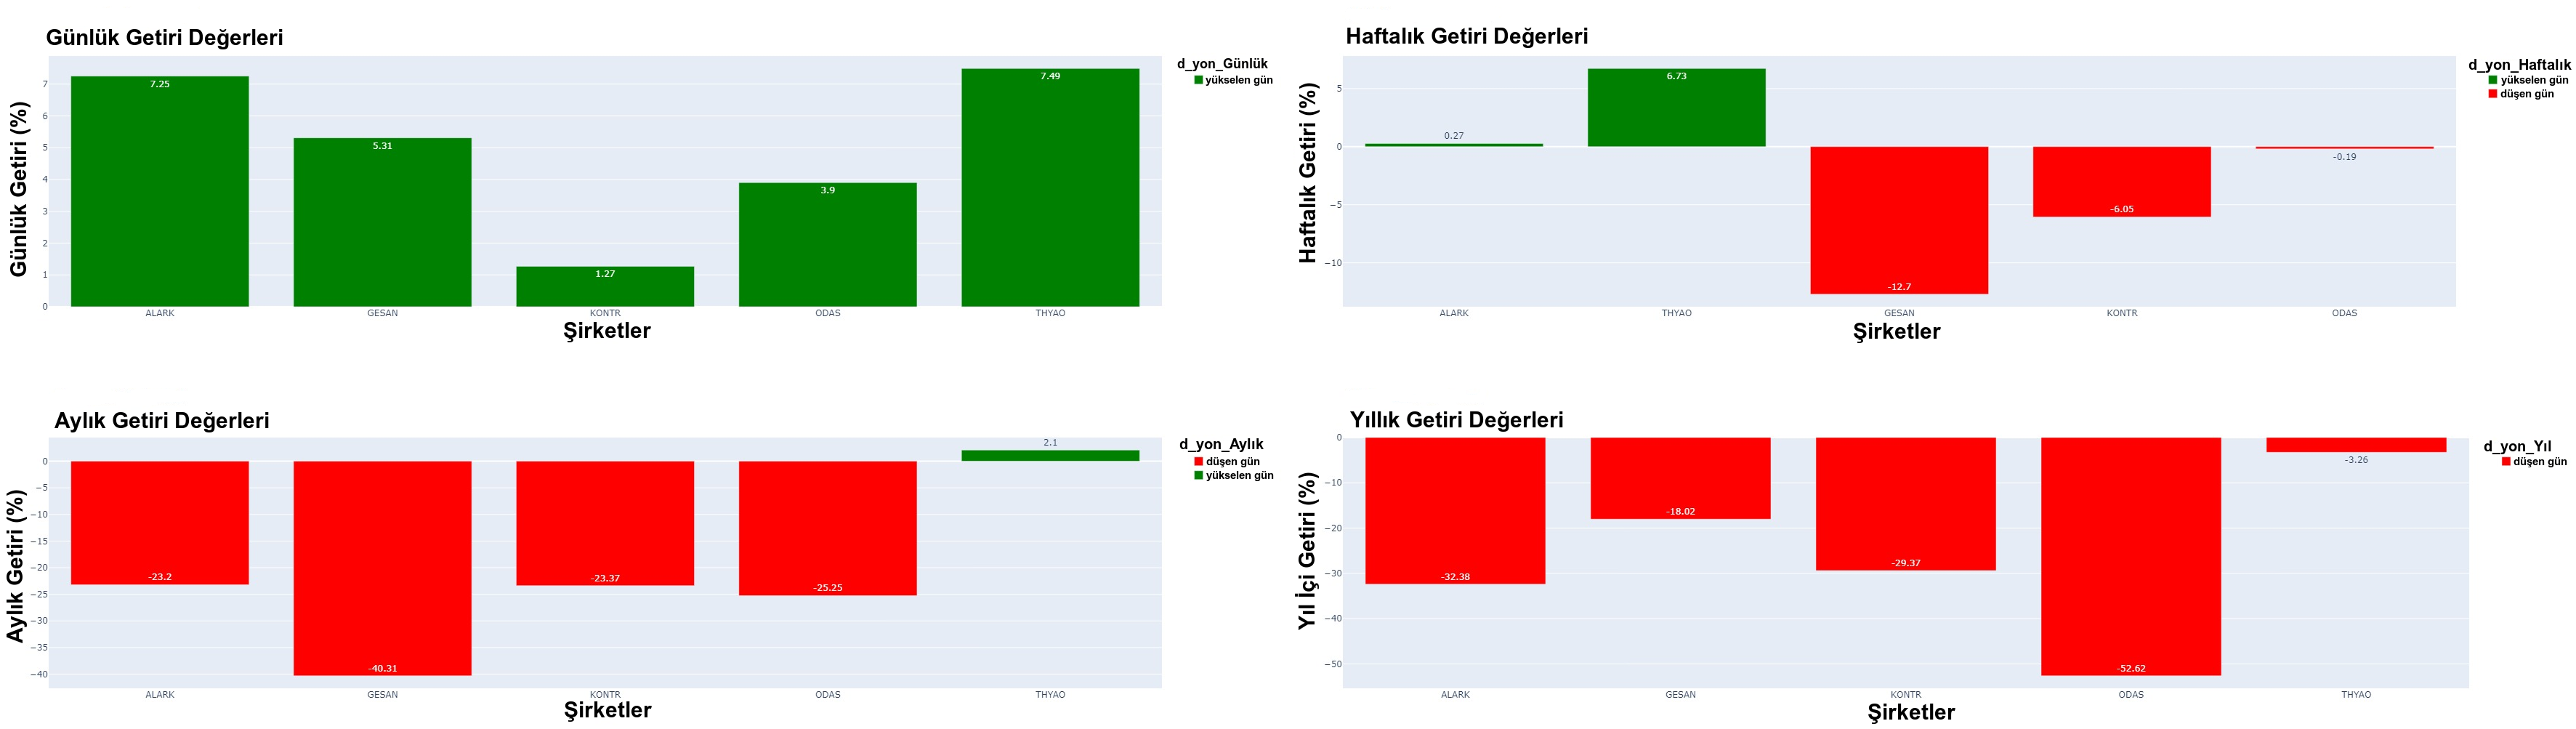 Günlük Getiri Değerleri
Günlük Getiri (%)
7
6
5
4
3
2
1
0
7.25
5.31
1.27
3.9
7.49
ALARK
GESAN
KONTR
ODAS
THYAO
Şirketler
d_yon_Günlük
yükselen gün
Haftalık Getiri Değerleri
Haftalık Getiri (%)
5
0
−5
−10
0.27
6.73
-12.7
-6.05
-0.19
ALARK
THYAO
GESAN
KONTR
ODAS
Şirketler
d_yon_Haftalık
yükselen gün
düşen gün
Aylık Getiri Değerleri
Aylık Getiri (%)
0
−5
−10
−15
−20
−25
−30
−35
−40
-23.2
-40.31
-23.37
-25.25
2.1
ALARK
GESAN
KONTR
ODAS
THYAO
Şirketler
d_yon_Aylık
düşen gün
yükselen gün
Yıllık Getiri Değerleri
Yıl İçi Getiri (%)
0
−10
−20
−30
−40
−50
-32.38
-18.02
-29.37
-52.62
-3.26
ALARK
GESAN
KONTR
ODAS
THYAO
Şirketler
d_yon_Yıl
düşen gün